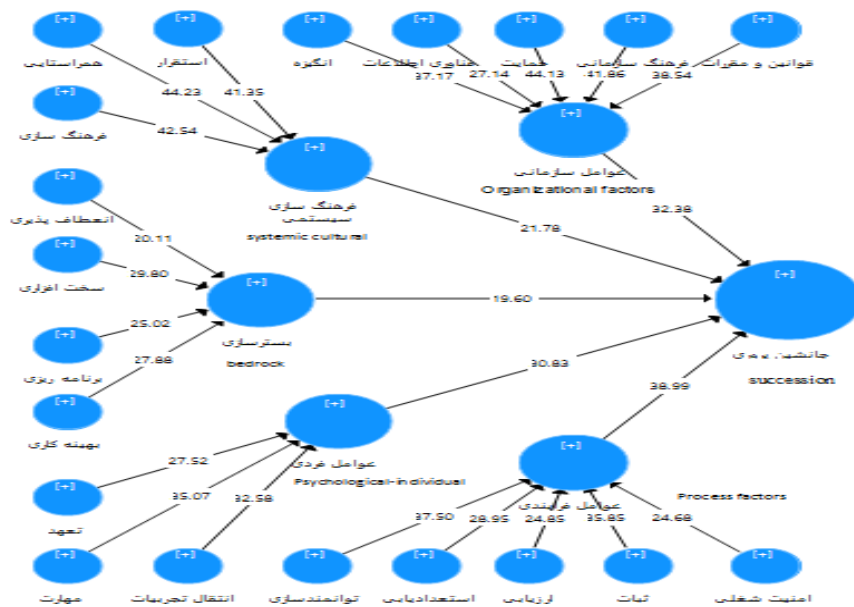 [+] [+] [+] [+] [+] [+] [+]
همراستایی استقرار انگیزه فناوری اطلاعات حمایت فرهنگ سازمانی قوانین و مقررات
44.23 41.35 37.17 27.14 44.13 41.86 38.54
[+]
فرهنگ سازی
42.54
[+]
عوامل سازمانی
Organizational factors
[+]
فرهنگ سازی
سیستمی
systemic cultural
32.38
21.78
[+]
انعطاف پذیری
20.11
[+]
سخت افزاری
29.80
[+]
بسترسازی
bedrock
19.60
[+]
جانشین پروری
succession
[+]
برنامه ریزی
25.02
[+]
بهینه کاری
27.88
30.83
38.99
[+]
عوامل فردی
Psychological-individual
[+]
عوامل فرایندی
Process factors
[+]
تعهد
27.52
35.07
32.58
37.50 28.95 24.85 35.85 24.68
[+] [+] [+] [+] [+] [+] [+]
مهارت انتقال تجربیات توانمندسازی استعدادیابی ارزیابی ثبات امنیت شغلی